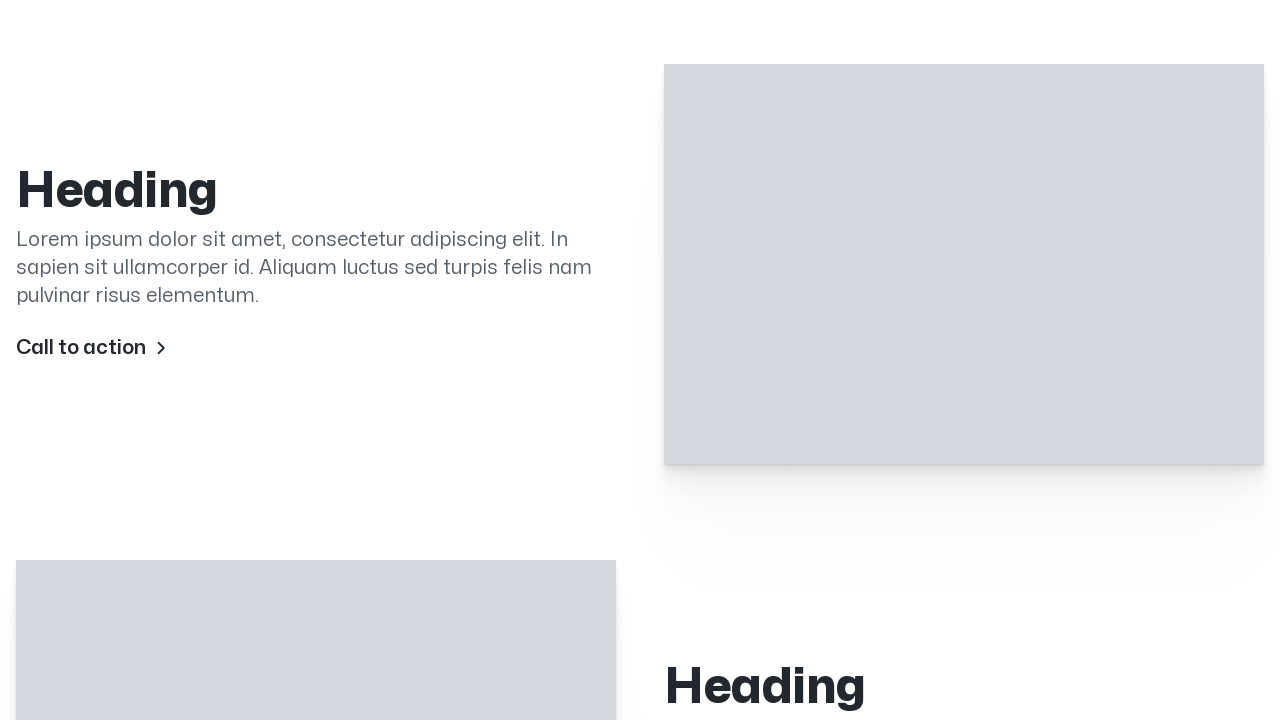 Heading
Lorem ipsum dolor sit amet, consectetur adipiscing elit. In
sapien sit ullamcorper id. Aliquam luctus sed turpis felis nam
pulvinar risus elementum.
Call to action
Heading